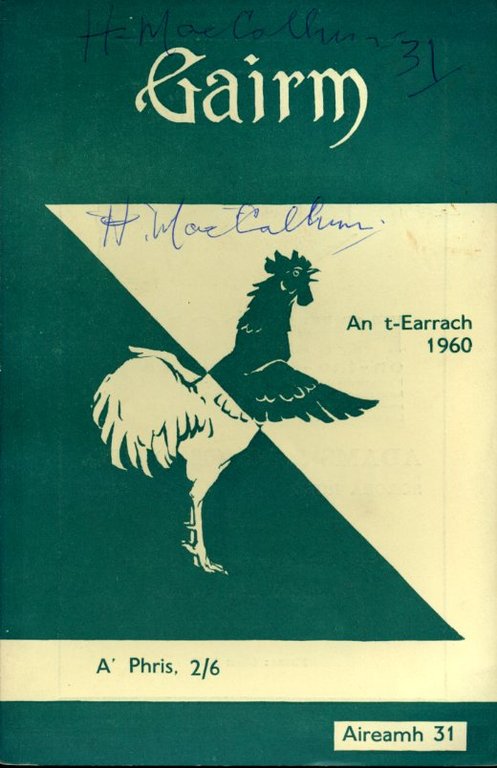 H. MacCallum
31
Gairm
H. MacCallum.
An t-Earrach
1960
A' Phris, 2/6
Aireamh 31